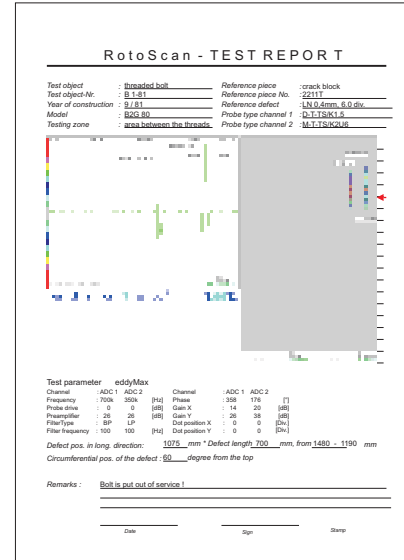 RotoScan - TEST REPORT
Test object : threaded bolt Reference piece : crack block
Test object-Nr. : B 1-81 Reference piece No. : 2211T
Year of construction : 9 / 81 Reference defect : LN 0,4mm, 6.0 div.
Model : B2G 80 Probe type channel 1 : D-T-TS/K1,5
Testing zone : area between the threads Probe type channel 2 : M-T-TS/K2U6
Test parameter eddyMax
Channel : ADC 1 ADC 2 Channel : ADC 1 ADC 2
Frequency : 700k 350k [Hz] Phase : 358 176 [°]
Probe drive : 0 0 [dB] Gain X : 14 20 [dB]
Preamplifier : 26 26 [dB] Gain Y : 26 38 [dB]
FilterType : BP LP Dot position X : 0 0 [Div.]
Filter frequency : 100 100 [Hz] Dot position Y : 0 0 [Div.]
Defect pos. in long. direction: 1075 mm * Defect length 700 mm, from 1480 - 1190 mm
Circumferential pos. of the defect : 60 degree from the top
Remarks : Bolt is put out of service !
Date Sign Stamp